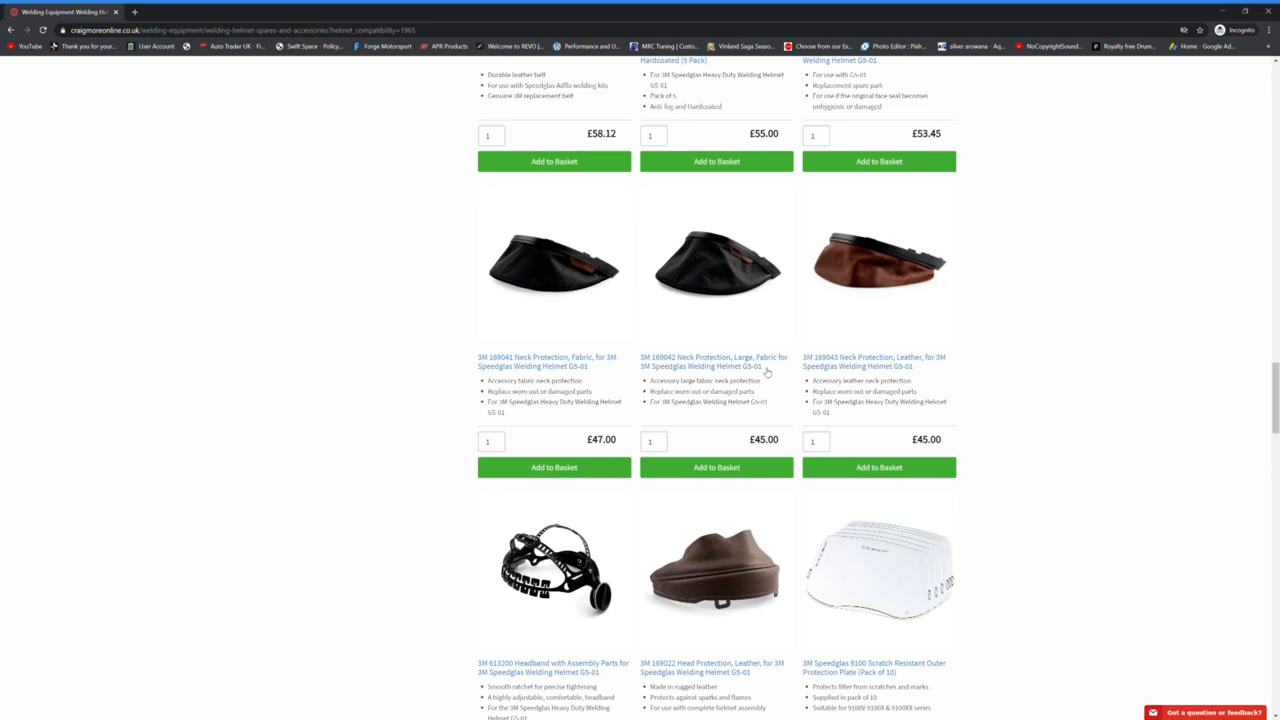 Welding Equipment Welding Hel
craigmoreonline.co.uk/welding-equipment/welding-helmet-spares-and-accessories?helmet_compatibility=1965
Incognito
YouTube
Thank you for your...
User Account
Auto Trader UK - Fi...
Swift Space - Policy...
Forge Motorsport
APR Products
Welcome to REVO |...
Performance and U...
MRC Tuning | Custo...
Vinland Saga Seaso...
Choose from our Ex...
Photo Editor : Pixlr...
silver arowana : Aq...
NoCopyrightSound...
Royalty free Drum...
Home - Google Ad...
Hardcoated (5 Pack)
Welding Helmet G5-01
Durable leather belt
For use with Speedglas Adflo welding kits
Genuine 3M replacement belt
For 3M Speedglas Heavy Duty Welding Helmet
G5-01
Pack of 5
Anti-fog and Hardcoated
For use with G5-01
Replacement spare part
For use if the original face seal becomes
unhygienic or damaged
1 £58.12
1 £55.00
1 £53.45
Add to Basket
Add to Basket
Add to Basket
3M 169041 Neck Protection, Fabric, for 3M
Speedglas Welding Helmet G5-01
3M 169042 Neck Protection, Large, Fabric for
3M Speedglas Welding Helmet G5-01
3M 169043 Neck Protection, Leather, for 3M
Speedglas Welding Helmet G5-01
Accessory fabric neck protection
Replace worn out or damaged parts
For 3M Speedglas Heavy Duty Welding Helmet
G5-01
Accessory large fabric neck protection
Replace worn out or damaged parts
For 3M Speedglas Welding Helmet G5-01
Accessory leather neck protection
Replace worn out or damaged parts
For 3M Speedglas Heavy Duty Welding Helmet
G5-01
1 £47.00
1 £45.00
1 £45.00
Add to Basket
Add to Basket
Add to Basket
3M 613200 Headband with Assembly Parts for
3M Speedglas Welding Helmet G5-01
3M 169022 Head Protection, Leather, for 3M
Speedglas Welding Helmet G5-01
3M Speedglas 9100 Scratch Resistant Outer
Protection Plate (Pack of 10)
Smooth ratchet for precise tightening
A highly adjustable, comfortable, headband
For the 3M Speedglas Heavy Duty Welding
Helmet G5-01
Made in rugged leather
Protects against sparks and flames
For use with complete helmet assembly
Protects filter from scratches and marks
Supplied in pack of 10
Suitable for 9100V 9100X & 9100XX series
Got a question or feedback?